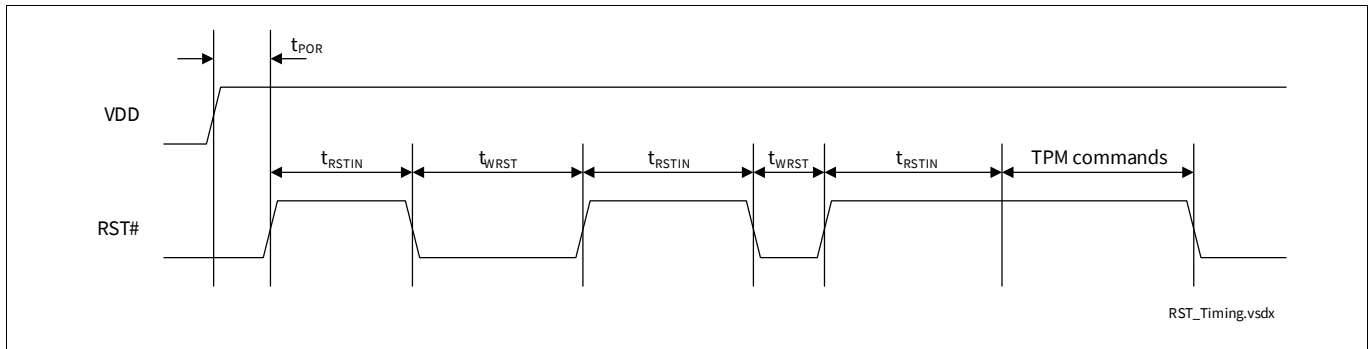 tPOR
VDD
tRSTIN tWRST tRSTIN tWRST tRSTIN TPM commands
RST#
RST_Timing.vsdx